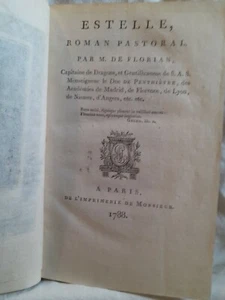 ESTELLE,
ROMAN PASTORAL,
PAR M. DE FLORIAN,
Capitaine de Dragons, et Gentilhomme de S. A. S.
Monseigneur le Duc DE PENTHIEVRE, des
Académies de Madrid, de Florence, de Lyon,
de Nismes, d'Angers, etc. etc.
A PARIS,
DE L'IMPRIMERIE DE MONSIEUR.
1788.